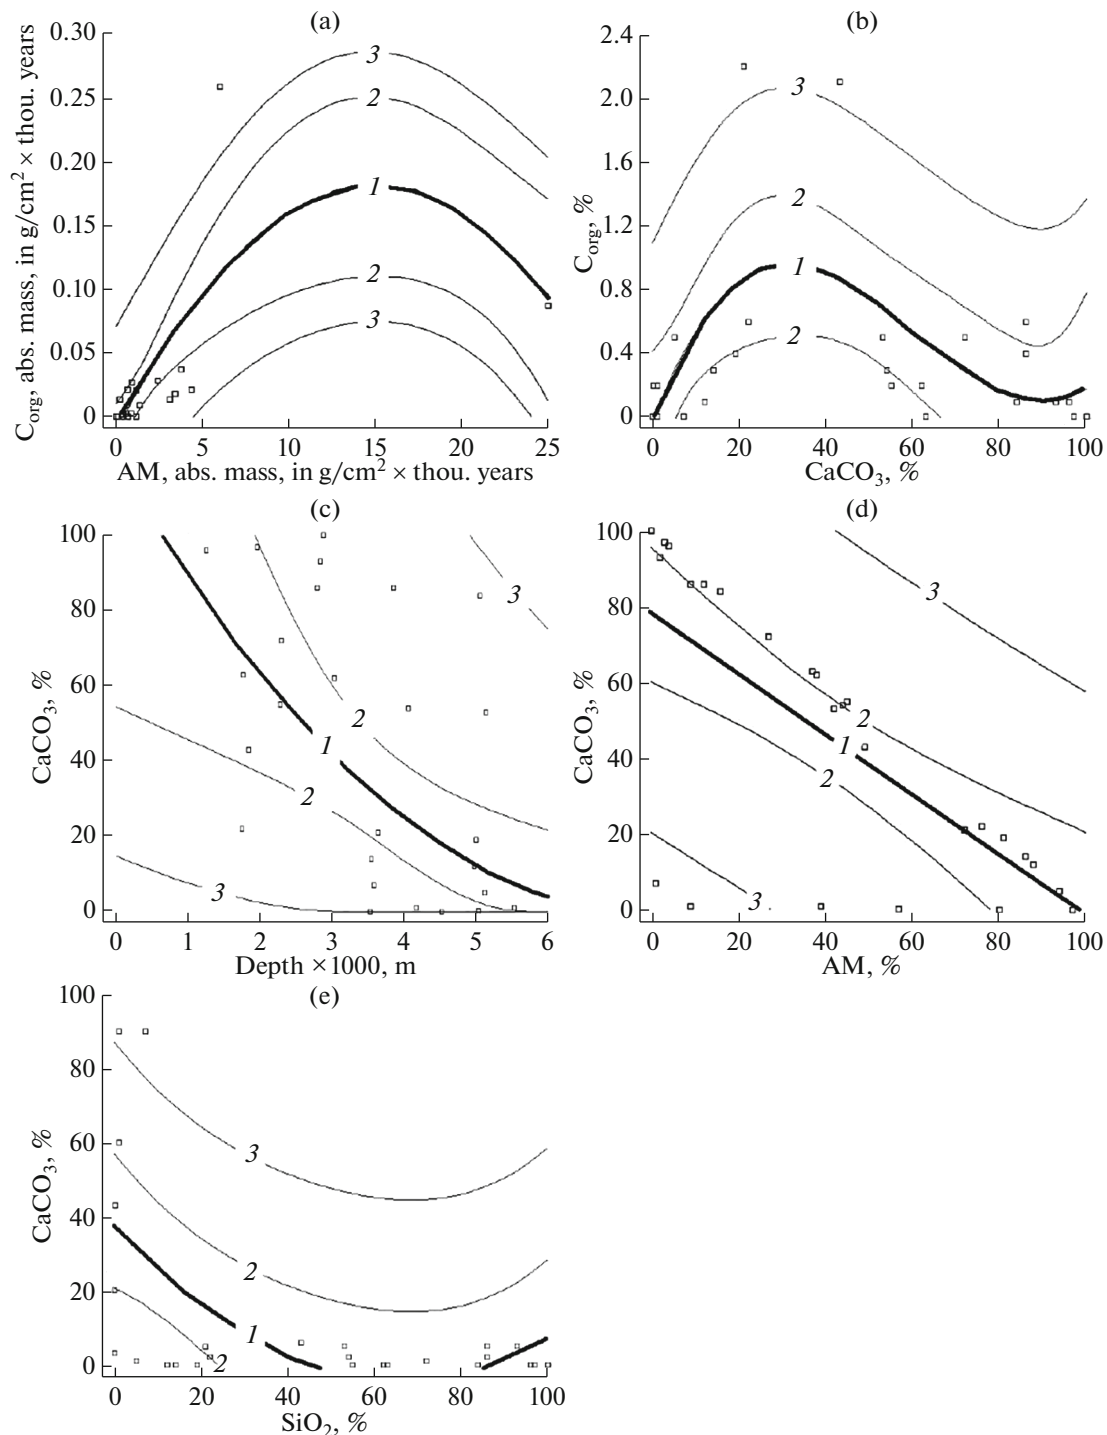 (a)
C_org, abs. mass, in g/cm² × thou. years
0.30
0.25
0.20
0.15
0.10
0.05
0
3
2
1
2
3
0 5 10 15 20 25
AM, abs. mass, in g/cm² × thou. years
(b)
C_org, %
2.4
2.0
1.6
1.2
0.8
0.4
0
3
2
1
2
0 20 40 60 80 100
CaCO₃, %
(c)
CaCO₃, %
100
80
60
40
20
0
3
2
1
2
3
0 1 2 3 4 5 6
Depth ×1000, m
(d)
CaCO₃, %
100
80
60
40
20
0
3
2
1
2
3
0 20 40 60 80 100
AM, %
(e)
CaCO₃, %
100
80
60
40
20
0
3
2
1
2
0 20 40 60 80 100
SiO₂, %